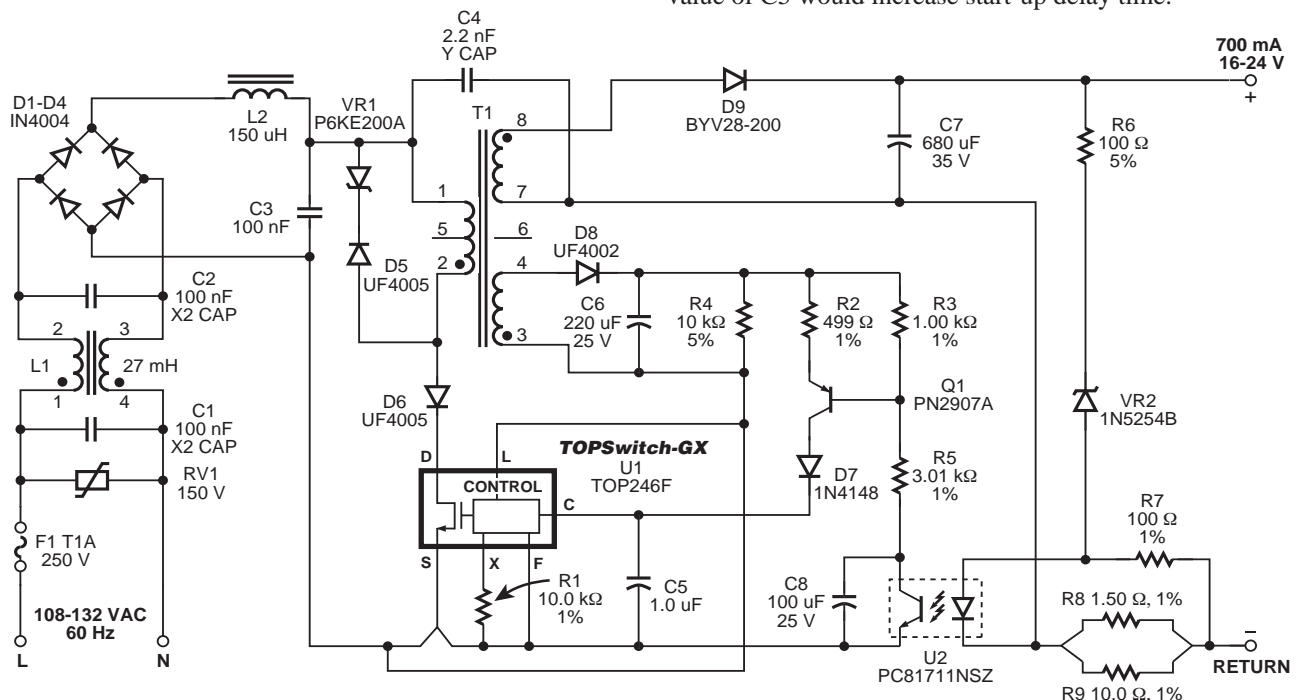 value of C5 would increase start-up delay time.
C4
2.2 nF
Y CAP
700 mA
16-24 V
+
D1-D4
IN4004
L2
150 uH
VR1
P6KE200A
T1
8
D9
BYV28-200
C7
680 uF
35 V
R6
100 Ω
5%
C3
100 nF
1
5
2
7
6
4
3
D5
UF4005
D8
UF4002
C6
220 uF
25 V
R4
10 kΩ
5%
R2
499 Ω
1%
R3
1.00 kΩ
1%
C2
100 nF
X2 CAP
2
3
L1
27 mH
1
4
C1
100 nF
X2 CAP
RV1
150 V
F1 T1A
250 V
108-132 VAC
60 Hz
L
N
D6
UF4005
Q1
PN2907A
VR2
1N5254B
TOPSwitch-GX
U1
TOP246F
D
L
CONTROL
C
S
X
F
D7
1N4148
R5
3.01 kΩ
1%
R1
10.0 kΩ
1%
C5
1.0 uF
C8
100 uF
25 V
U2
PC81711NSZ
R7
100 Ω
1%
R8 1.50 Ω, 1%
R9 10.0 Ω, 1%
−
RETURN